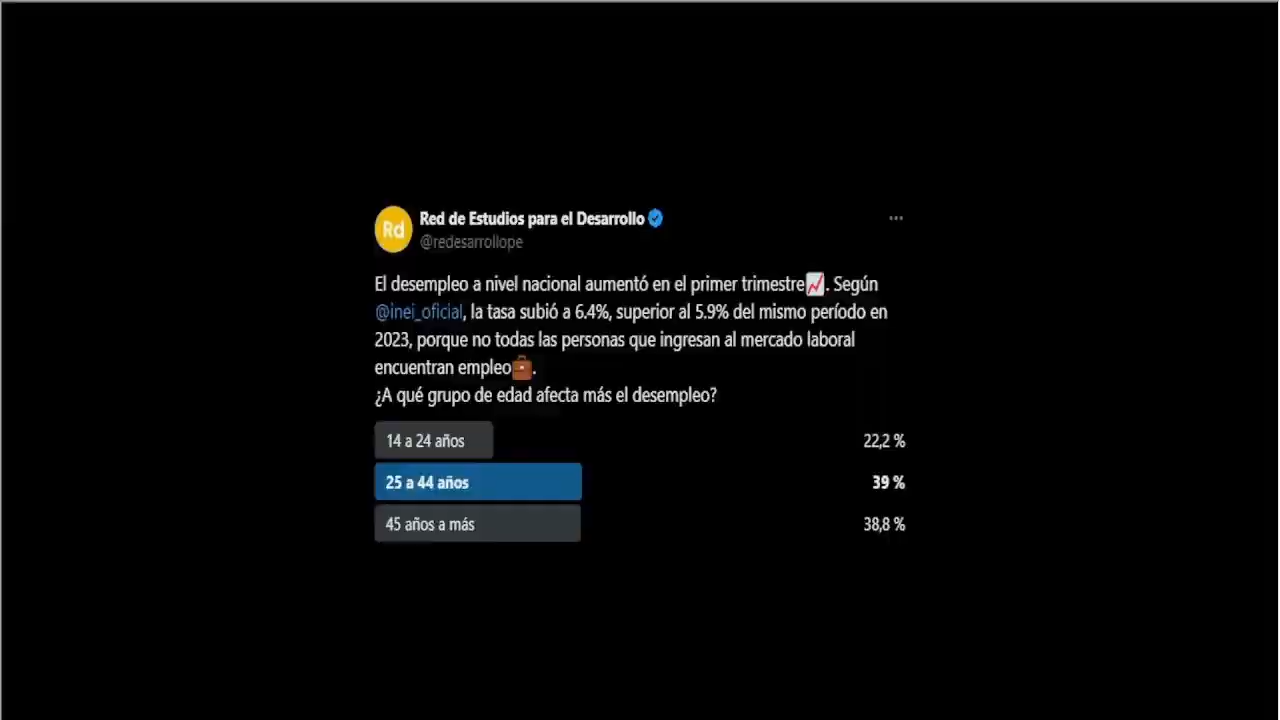 Rd
Red de Estudios para el Desarrollo
@redesarrollope
El desempleo a nivel nacional aumentó en el primer trimestre📈. Según
@inei_oficial, la tasa subió a 6.4%, superior al 5.9% del mismo período en
2023, porque no todas las personas que ingresan al mercado laboral
encuentran empleo💼.
¿A qué grupo de edad afecta más el desempleo?
14 a 24 años 22,2 %
25 a 44 años 39 %
45 años a más 38,8 %